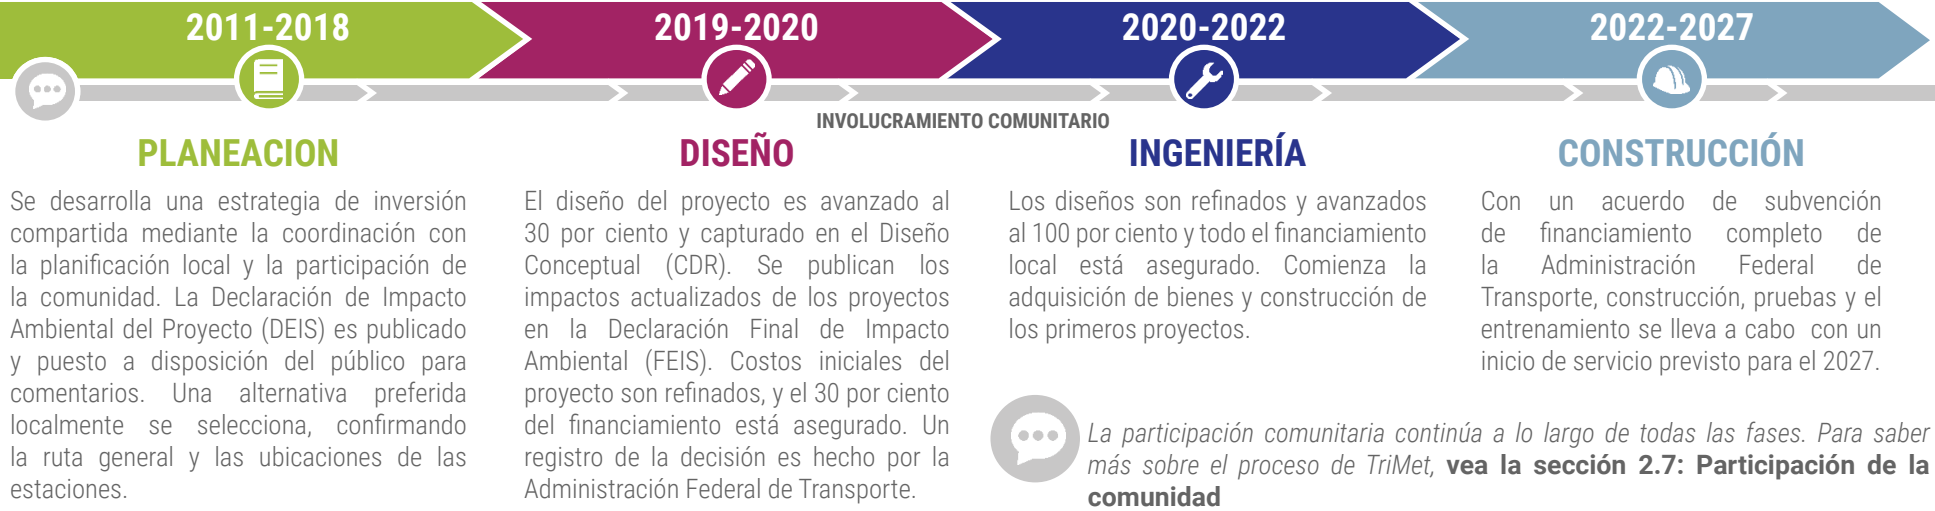 2011-2018
2019-2020
2020-2022
2022-2027
INVOLUCRAMIENTO COMUNITARIO
PLANEACION
Se desarrolla una estrategia de inversión
compartida mediante la coordinación con
la planificación local y la participación de
la comunidad. La Declaración de Impacto
Ambiental del Proyecto (DEIS) es publicado
y puesto a disposición del público para
comentarios. Una alternativa preferida
localmente se selecciona, confirmando
la ruta general y las ubicaciones de las
estaciones.
DISEÑO
El diseño del proyecto es avanzado al
30 por ciento y capturado en el Diseño
Conceptual (CDR). Se publican los
impactos actualizados de los proyectos
en la Declaración Final de Impacto
Ambiental (FEIS). Costos iniciales del
proyecto son refinados, y el 30 por ciento
del financiamiento está asegurado. Un
registro de la decisión es hecho por la
Administración Federal de Transporte.
INGENIERÍA
Los diseños son refinados y avanzados
al 100 por ciento y todo el financiamiento
local está asegurado. Comienza la
adquisición de bienes y construcción de
los primeros proyectos.
CONSTRUCCIÓN
Con un acuerdo de subvención
de financiamiento completo de
la Administración Federal de
Transporte, construcción, pruebas y el
entrenamiento se lleva a cabo con un
inicio de servicio previsto para el 2027.
La participación comunitaria continúa a lo largo de todas las fases. Para saber
más sobre el proceso de TriMet, vea la sección 2.7: Participación de la
comunidad